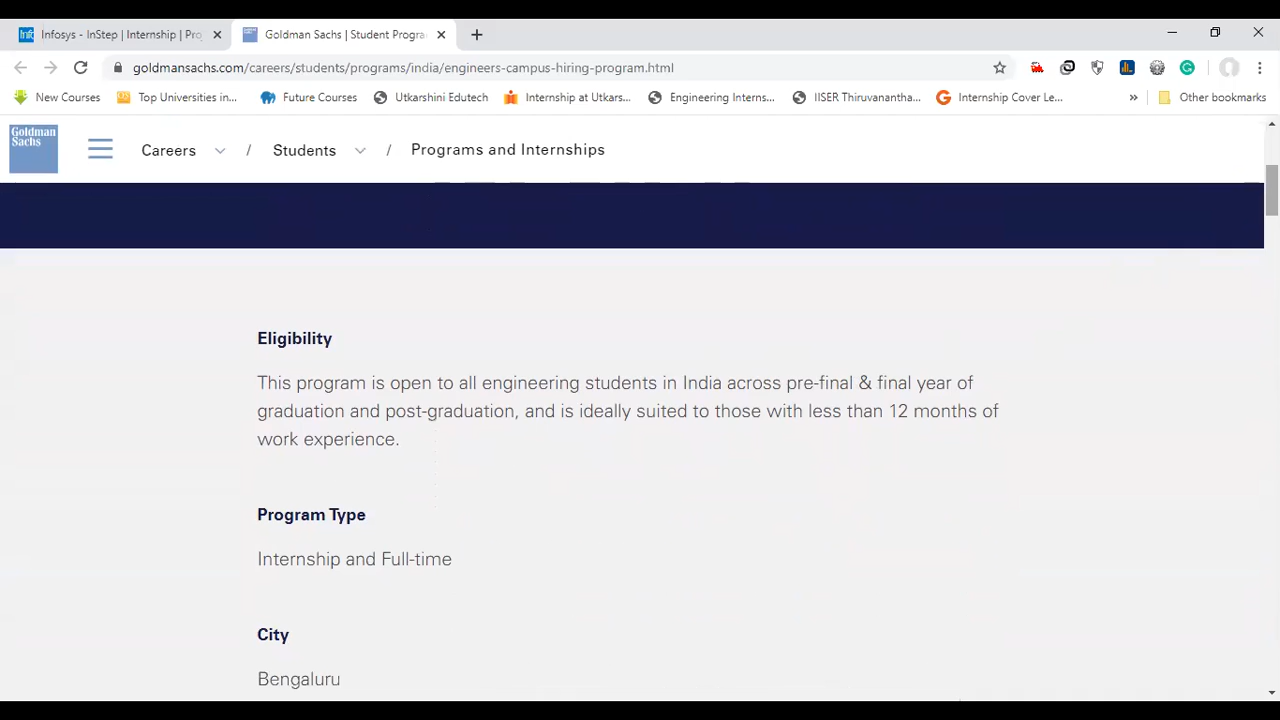 Infosys - InStep | Internship | Pro
Goldman Sachs | Student Progra
goldmansachs.com/careers/students/programs/india/engineers-campus-hiring-program.html
New Courses
Top Universities in...
Future Courses
Utkarshini Edutech
Internship at Utkars...
Engineering Interns...
IISER Thiruvanantha...
Internship Cover Le...
»
Other bookmarks
Goldman
Sachs
Careers / Students / Programs and Internships
Eligibility
This program is open to all engineering students in India across pre-final & final year of
graduation and post-graduation, and is ideally suited to those with less than 12 months of
work experience.
Program Type
Internship and Full-time
City
Bengaluru